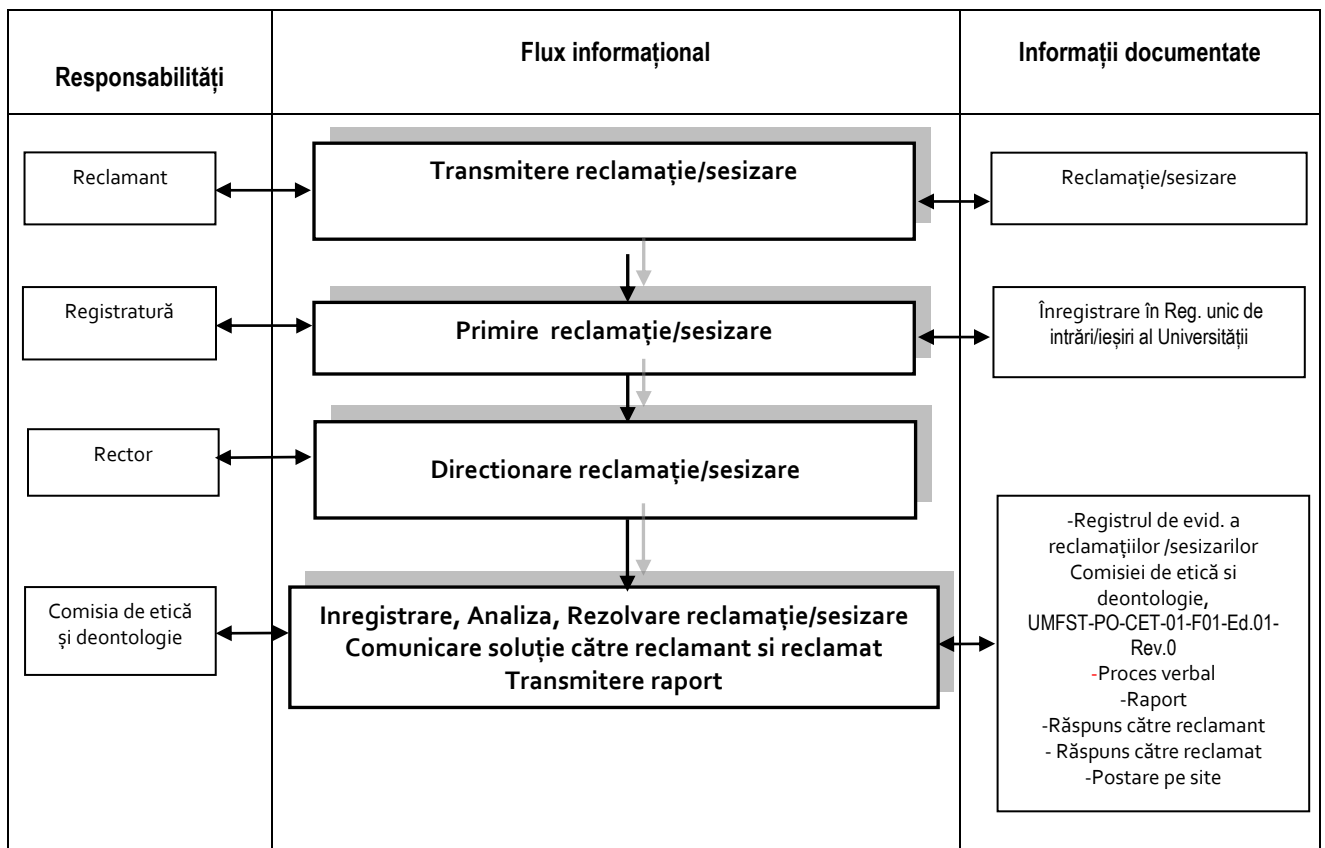 Responsabilități
Flux informațional
Informații documentate
Reclamant
Transmitere reclamație/sesizare
Reclamație/sesizare
Registratură
Primire reclamație/sesizare
Înregistrare în Reg. unic de
intrări/ieșiri al Universității
Rector
Directionare reclamație/sesizare
Comisia de etică
și deontologie
Inregistrare, Analiza, Rezolvare reclamație/sesizare
Comunicare soluție către reclamant si reclamat
Transmitere raport
-Registrul de evid. a
reclamațiilor /sesizarilor
Comisiei de etică si
deontologie,
UMFST-PO-CET-01-F01-Ed.01-
Rev.0
-Proces verbal
-Raport
-Răspuns către reclamant
- Răspuns către reclamat
-Postare pe site